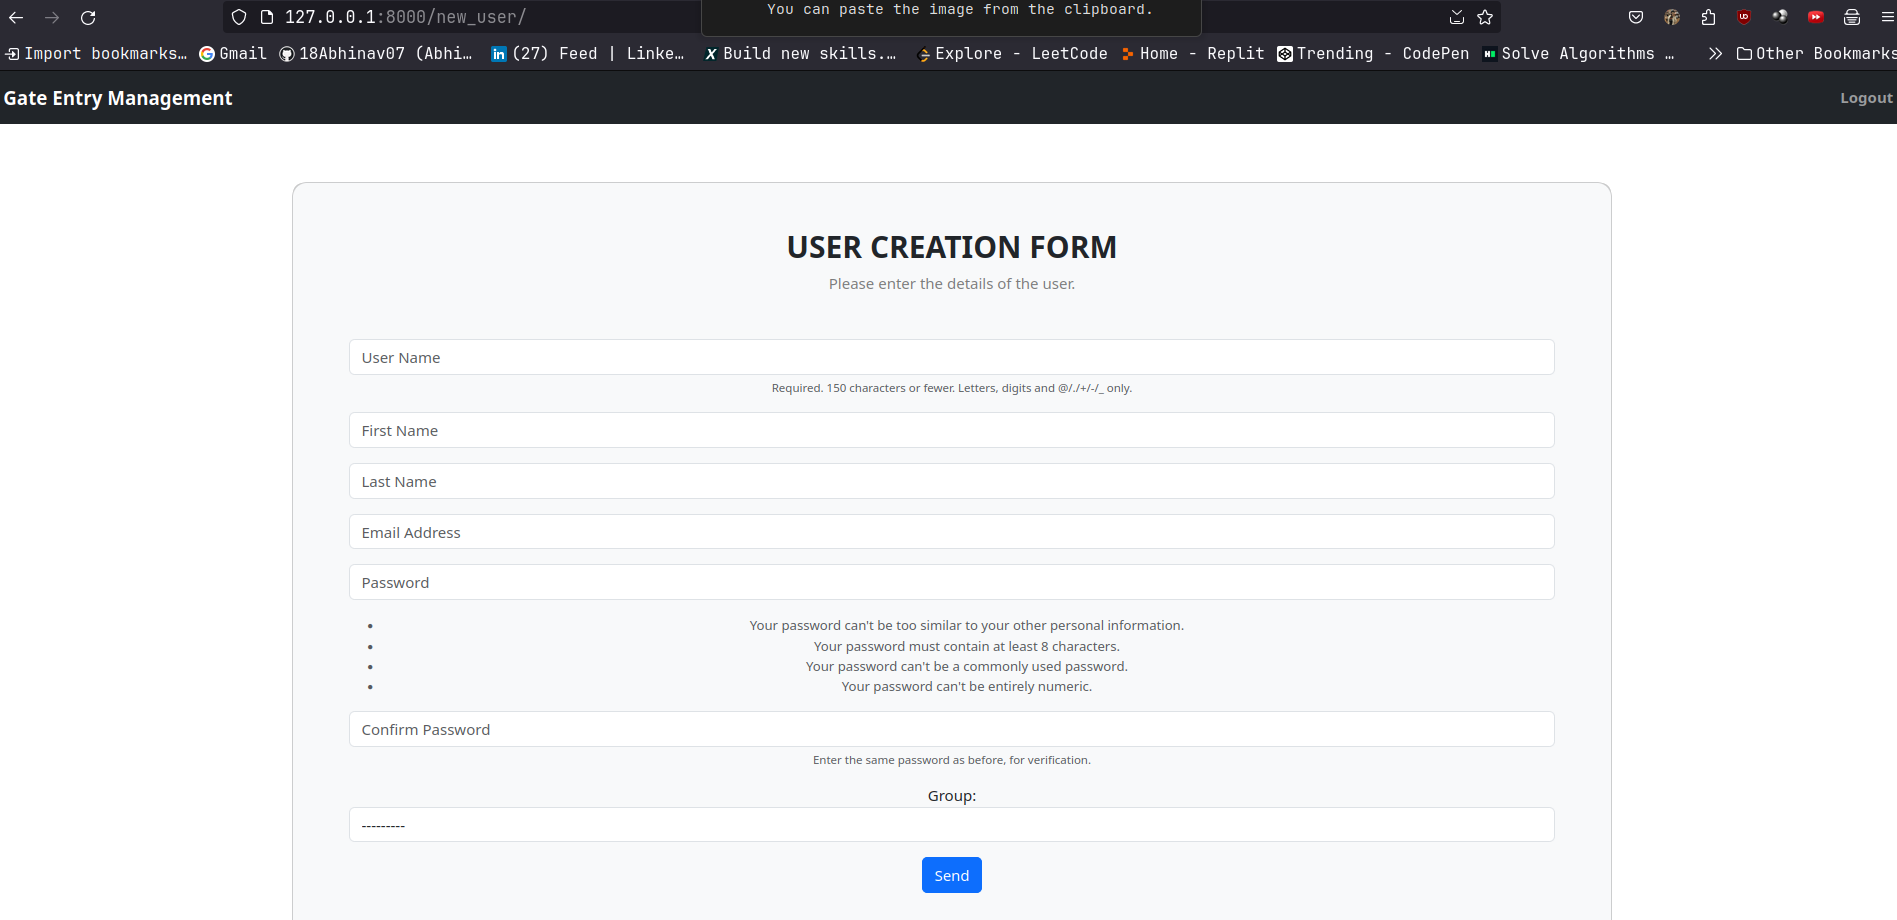 127.0.0.1:8000/new_user/
You can paste the image from the clipboard.
Import bookmarks… Gmail 18Abhinav07 (Abhi… (27) Feed | Linke… Build new skills.… Explore - LeetCode Home - Replit Trending - CodePen Solve Algorithms … Other Bookmarks
Gate Entry Management Logout
USER CREATION FORM
Please enter the details of the user.
User Name
Required. 150 characters or fewer. Letters, digits and @/./+/-/_ only.
First Name
Last Name
Email Address
Password
• Your password can't be too similar to your other personal information.
• Your password must contain at least 8 characters.
• Your password can't be a commonly used password.
• Your password can't be entirely numeric.
Confirm Password
Enter the same password as before, for verification.
Group:
---------
Send